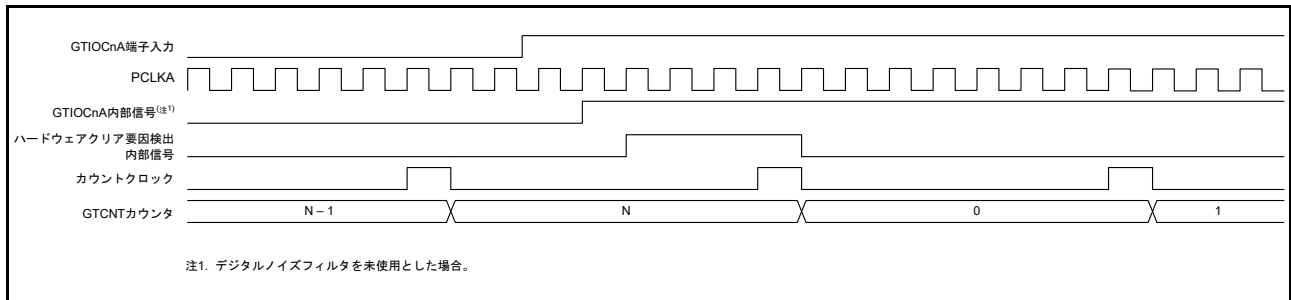 GTIOCnA端子入力
PCLKA
GTIOCnA内部信号(注1)
ハードウェアクリア要因検出
内部信号
カウントクロック
GTCNTカウンタ N – 1 N 0 1
注1. デジタルノイズフィルタを未使用とした場合。